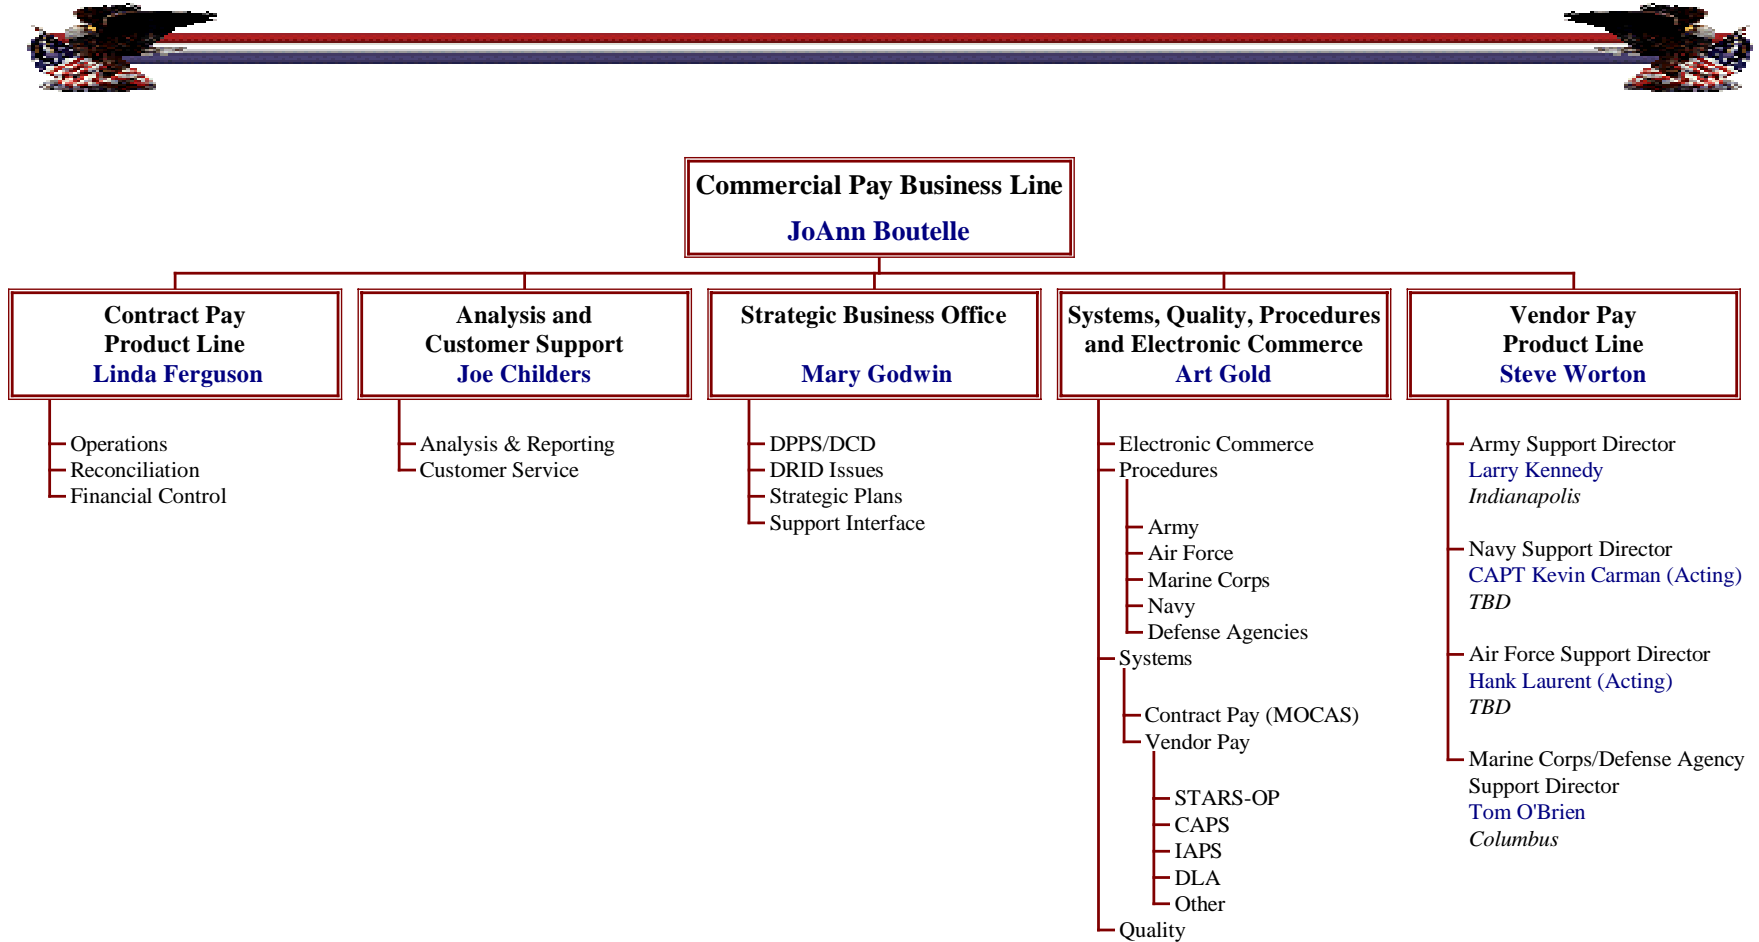 Commercial Pay Business Line
JoAnn Boutelle
Contract Pay
Product Line
Linda Ferguson
Operations
Reconciliation
Financial Control
Analysis and
Customer Support
Joe Childers
Analysis & Reporting
Customer Service
Strategic Business Office
Mary Godwin
DPPS/DCD
DRID Issues
Strategic Plans
Support Interface
Systems, Quality, Procedures
and Electronic Commerce
Art Gold
Electronic Commerce
Procedures
Army
Air Force
Marine Corps
Navy
Defense Agencies
Systems
Contract Pay (MOCAS)
Vendor Pay
STARS-OP
CAPS
IAPS
DLA
Other
Quality
Vendor Pay
Product Line
Steve Worton
Army Support Director
Larry Kennedy
Indianapolis
Navy Support Director
CAPT Kevin Carman (Acting)
TBD
Air Force Support Director
Hank Laurent (Acting)
TBD
Marine Corps/Defense Agency
Support Director
Tom O'Brien
Columbus